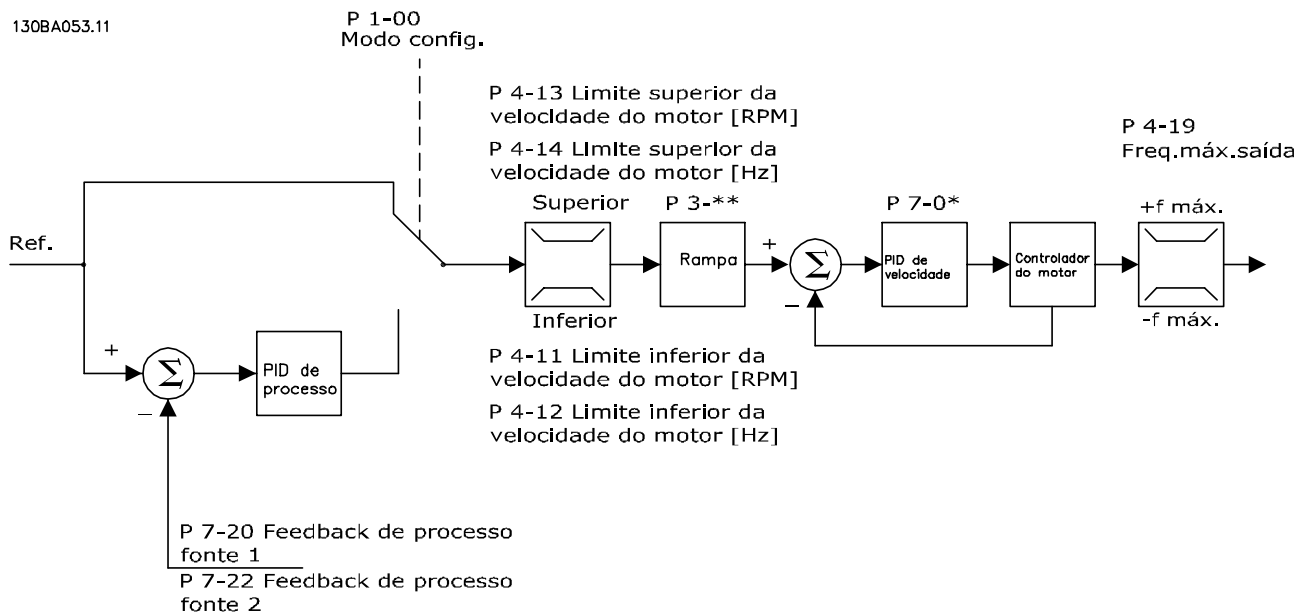 130BA053.11
P 1-00
Modo config.
P 4-13 Limite superior da
velocidade do motor [RPM]
P 4-14 Limite superior da
velocidade do motor [Hz]
P 4-19
Freq.máx.saída
Superior
P 3-**
P 7-0*
+f máx.
Ref.
+
Σ
Rampa
PID de
velocidade
Controlador
do motor
–
Inferior
-f máx.
+
Σ
PID de
processo
–
P 4-11 Limite inferior da
velocidade do motor [RPM]
P 4-12 Limite inferior da
velocidade do motor [Hz]
P 7-20 Feedback de processo
fonte 1
P 7-22 Feedback de processo
fonte 2